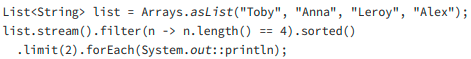 List<String> list = Arrays.asList("Toby", "Anna", "Leroy", "Alex");
list.stream().filter(n -> n.length() == 4).sorted()
  .limit(2).forEach(System.out::println);